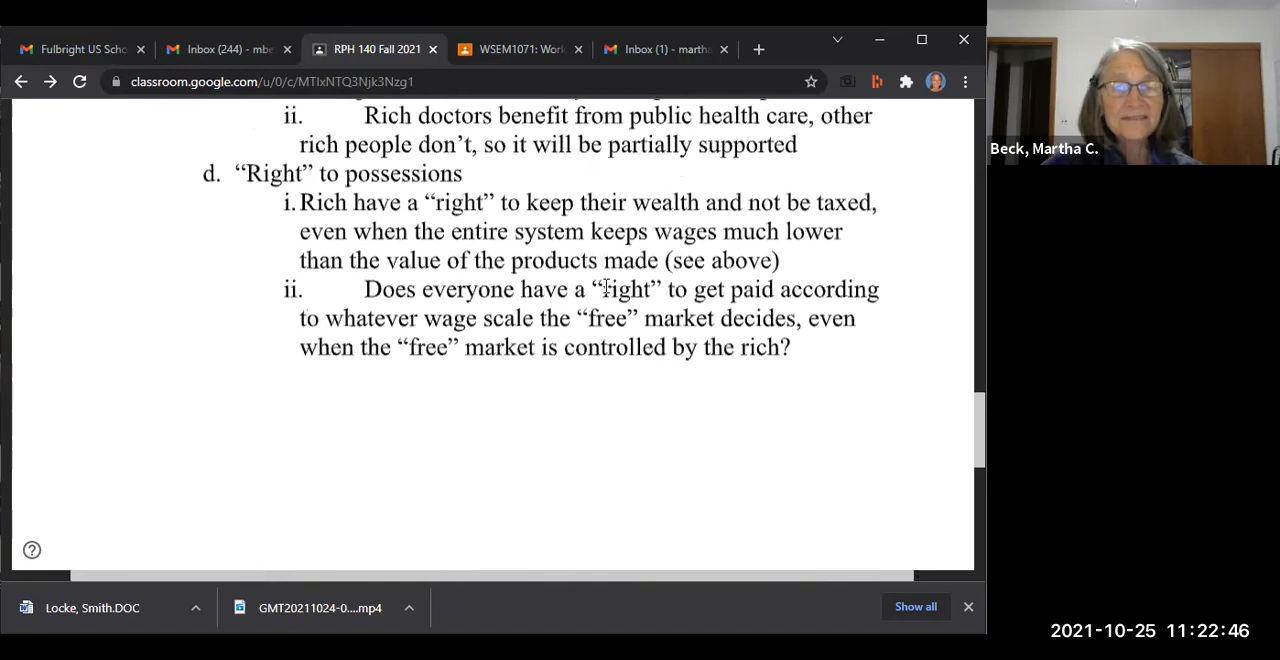 Fulbright US Scho
Inbox (244) - mbe
RPH 140 Fall 2021
WSEM1071: Worl
Inbox (1) - martha
classroom.google.com/u/0/c/MTIxNTQ3Njk3Nzg1
ii. Rich doctors benefit from public health care, other
rich people don’t, so it will be partially supported
d. “Right” to possessions
i. Rich have a “right” to keep their wealth and not be taxed,
even when the entire system keeps wages much lower
than the value of the products made (see above)
ii. Does everyone have a “right” to get paid according
to whatever wage scale the “free” market decides, even
when the “free” market is controlled by the rich?
Locke, Smith.DOC
GMT20211024-0....mp4
Show all
Beck, Martha C.
2021-10-25 11:22:46